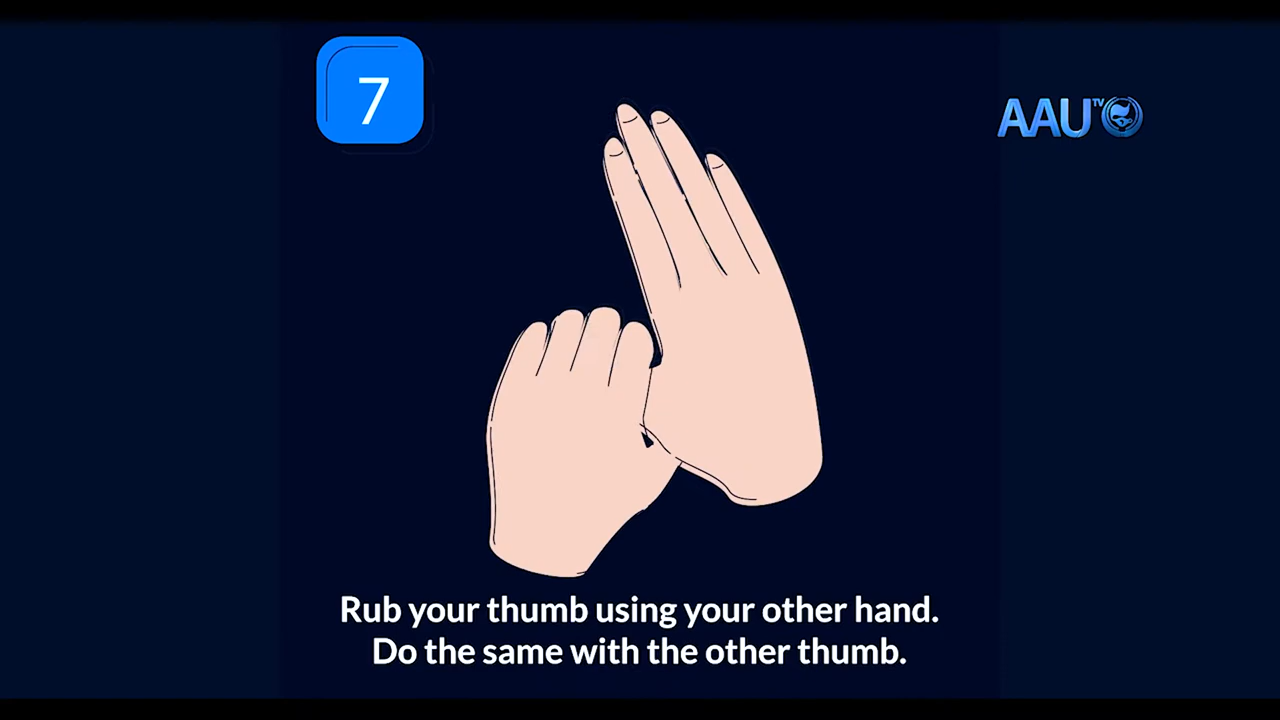 7
AAU TV
Rub your thumb using your other hand.
Do the same with the other thumb.